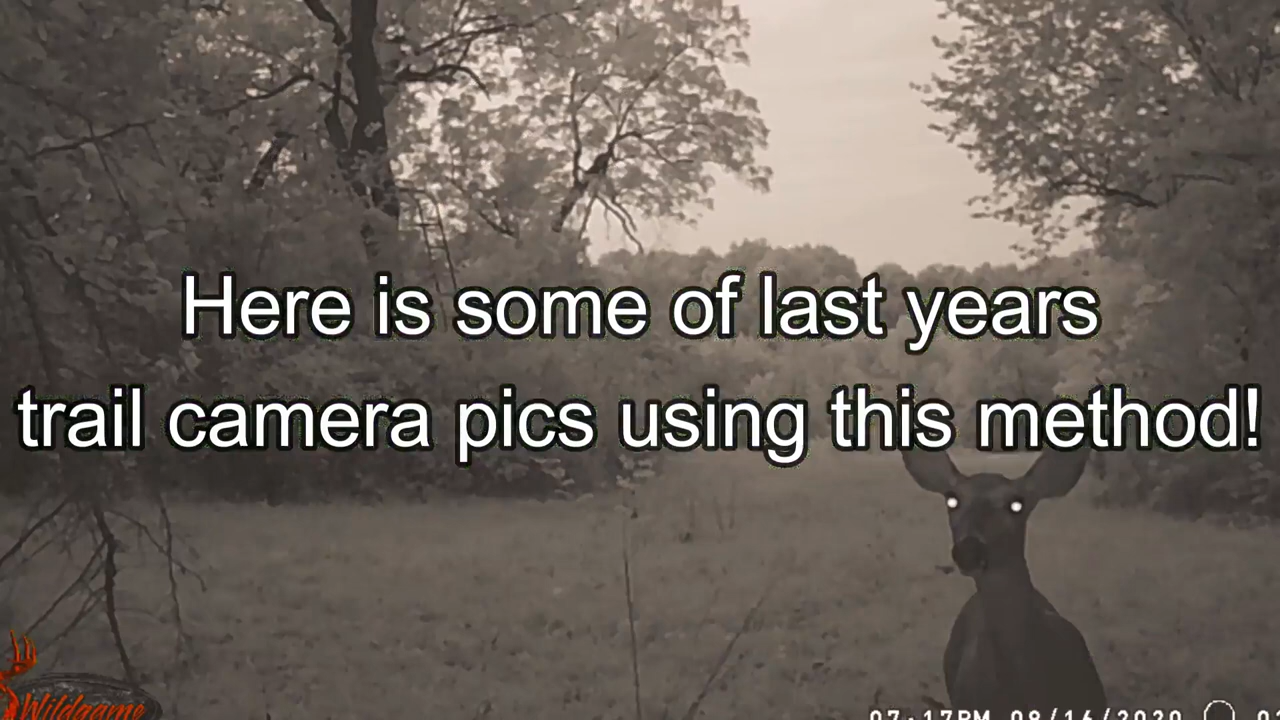 Here is some of last years
trail camera pics using this method!
Wildgame
07:17PM 08/16/2020